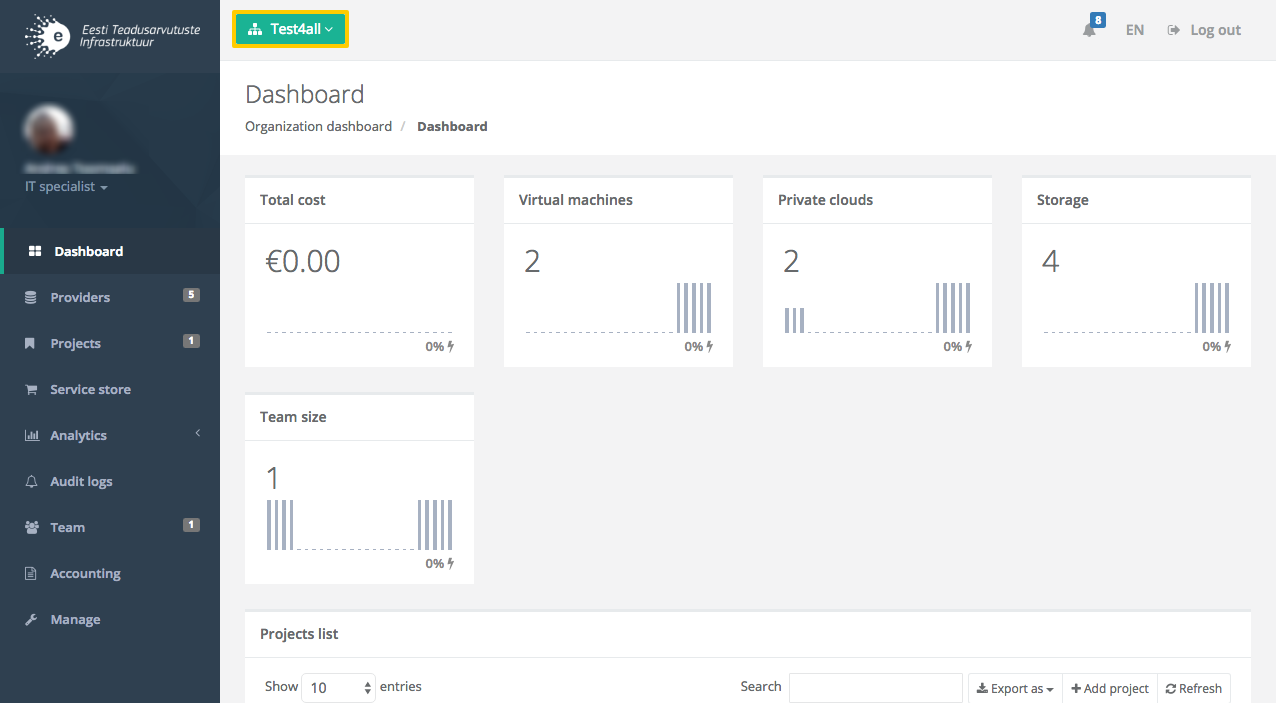 Eesti Teadusarvutuste
Infrastruktuur
e
Test4all
8
EN
Log out
IT specialist
Dashboard
Providers 5
Projects 1
Service store
Analytics
Audit logs
Team 1
Accounting
Manage
Dashboard
Organization dashboard / Dashboard
Total cost
€0.00
0%
Virtual machines
2
0%
Private clouds
2
0%
Storage
4
0%
Team size
1
0%
Projects list
Show 10 entries
Search
Export as
Add project
Refresh